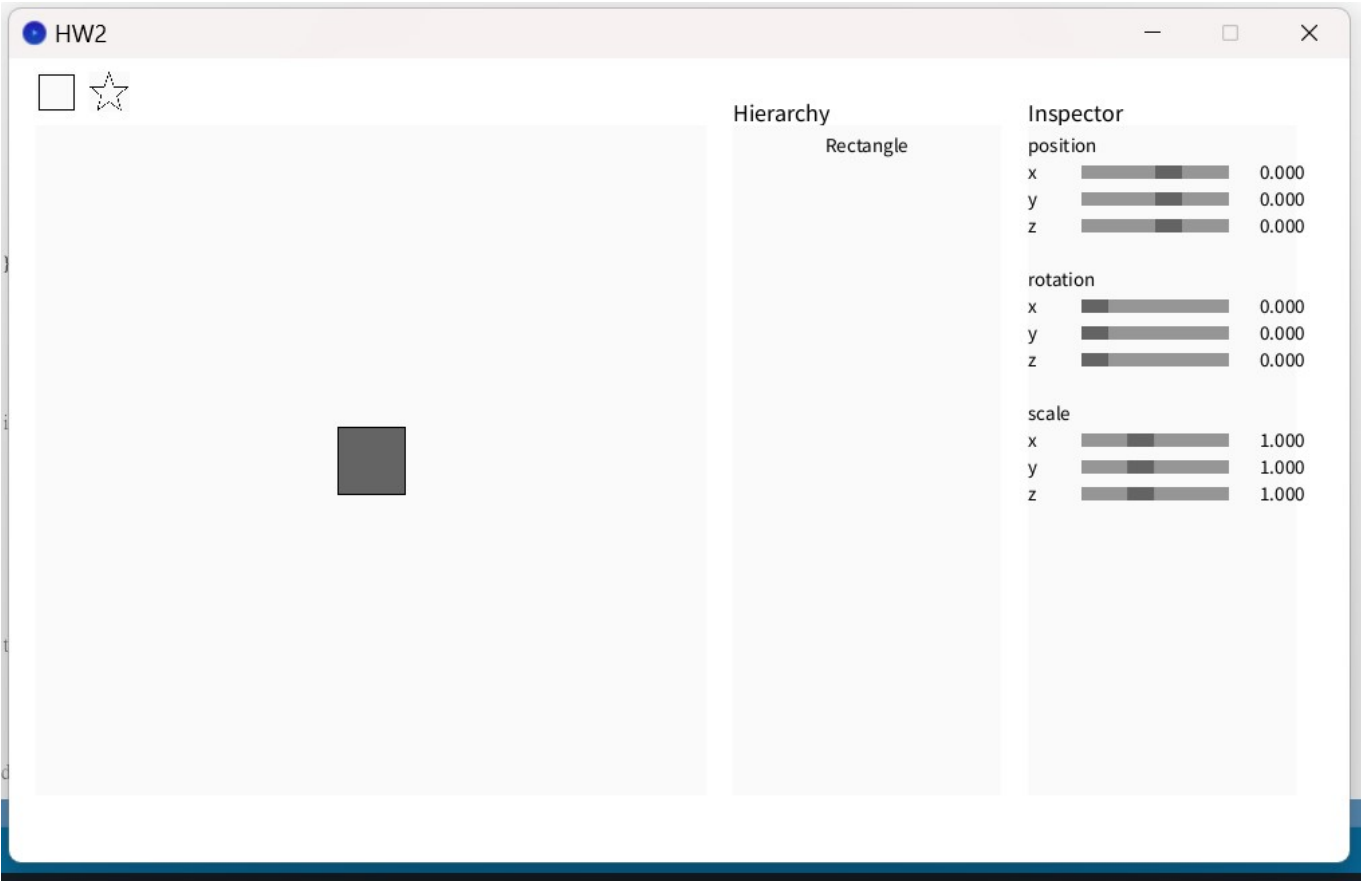 HW2
Hierarchy
Rectangle
Inspector
position
x 0.000
y 0.000
z 0.000
rotation
x 0.000
y 0.000
z 0.000
scale
x 1.000
y 1.000
z 1.000
}
i
t
d